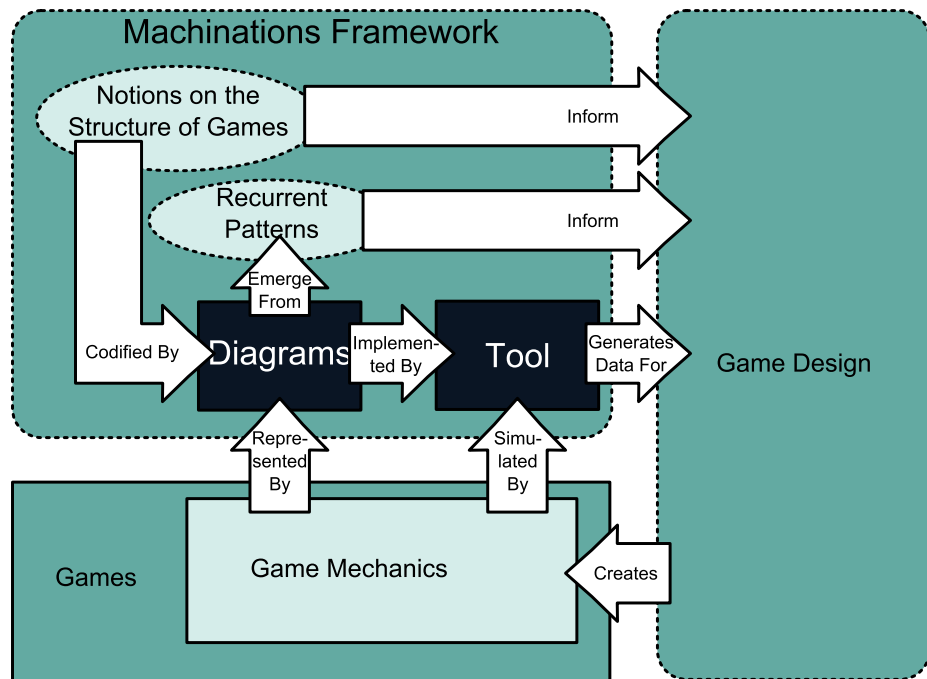 Machinations Framework
Notions on the
Structure of Games
Inform
Recurrent
Patterns
Inform
Emerge
From
Codified By
Diagrams
Implemen-
ted By
Tool
Generates
Data For
Game Design
Repre-
sented
By
Simu-
lated
By
Games
Game Mechanics
Creates